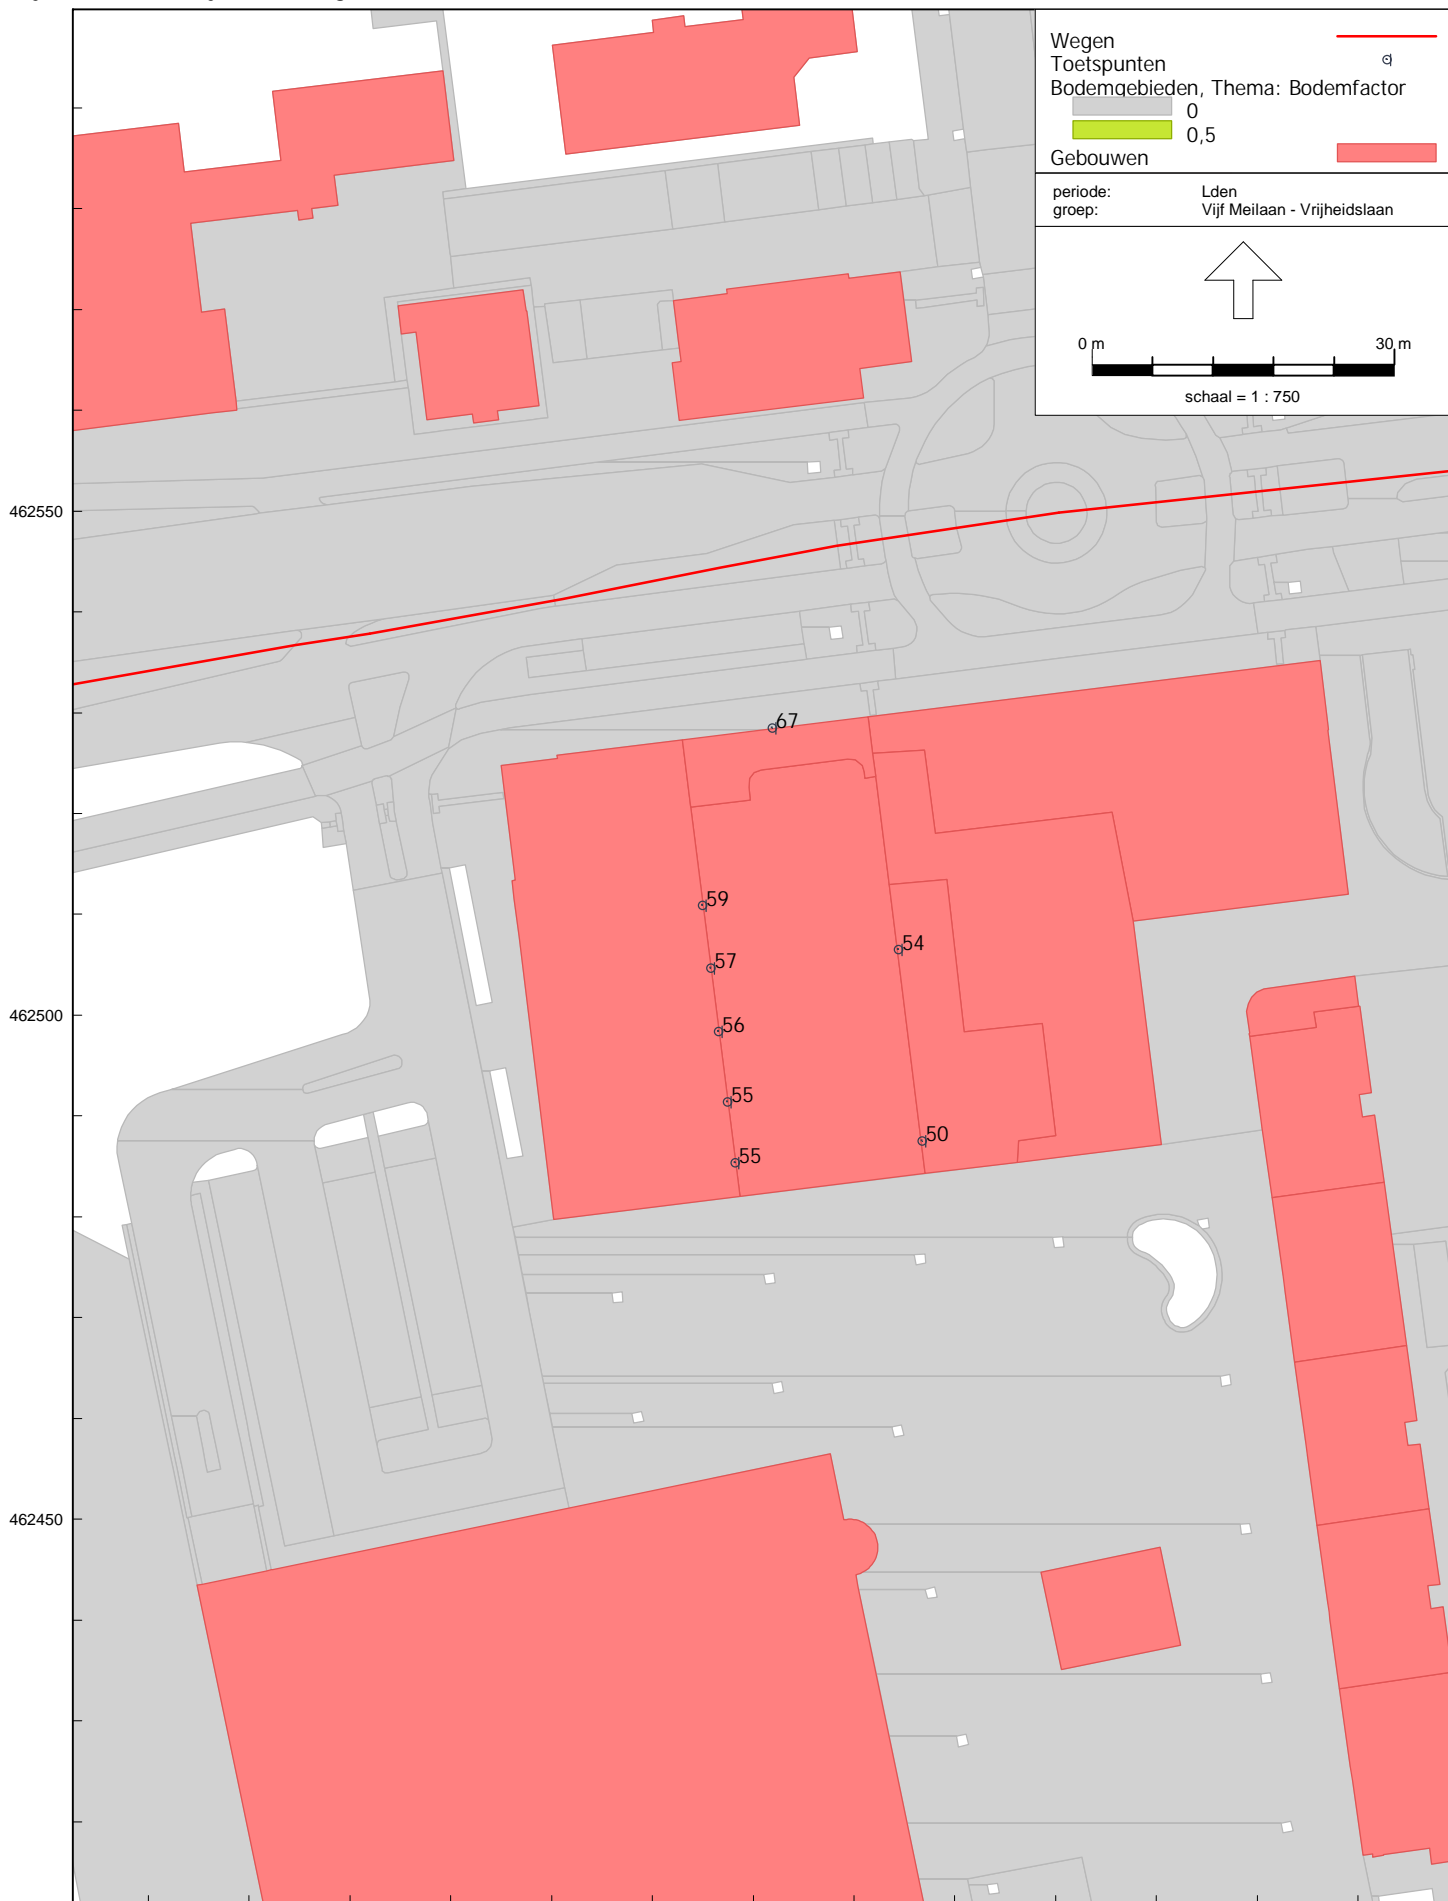 Wegen
Toetspunten
Bodemgebieden, Thema: Bodemfactor
0
0,5
Gebouwen
periode: Lden
groep: Vijf Meilaan - Vrijheidslaan
0 m 30 m
schaal = 1 : 750
462550
67
59
54
57
462500
56
55
50
55
462450